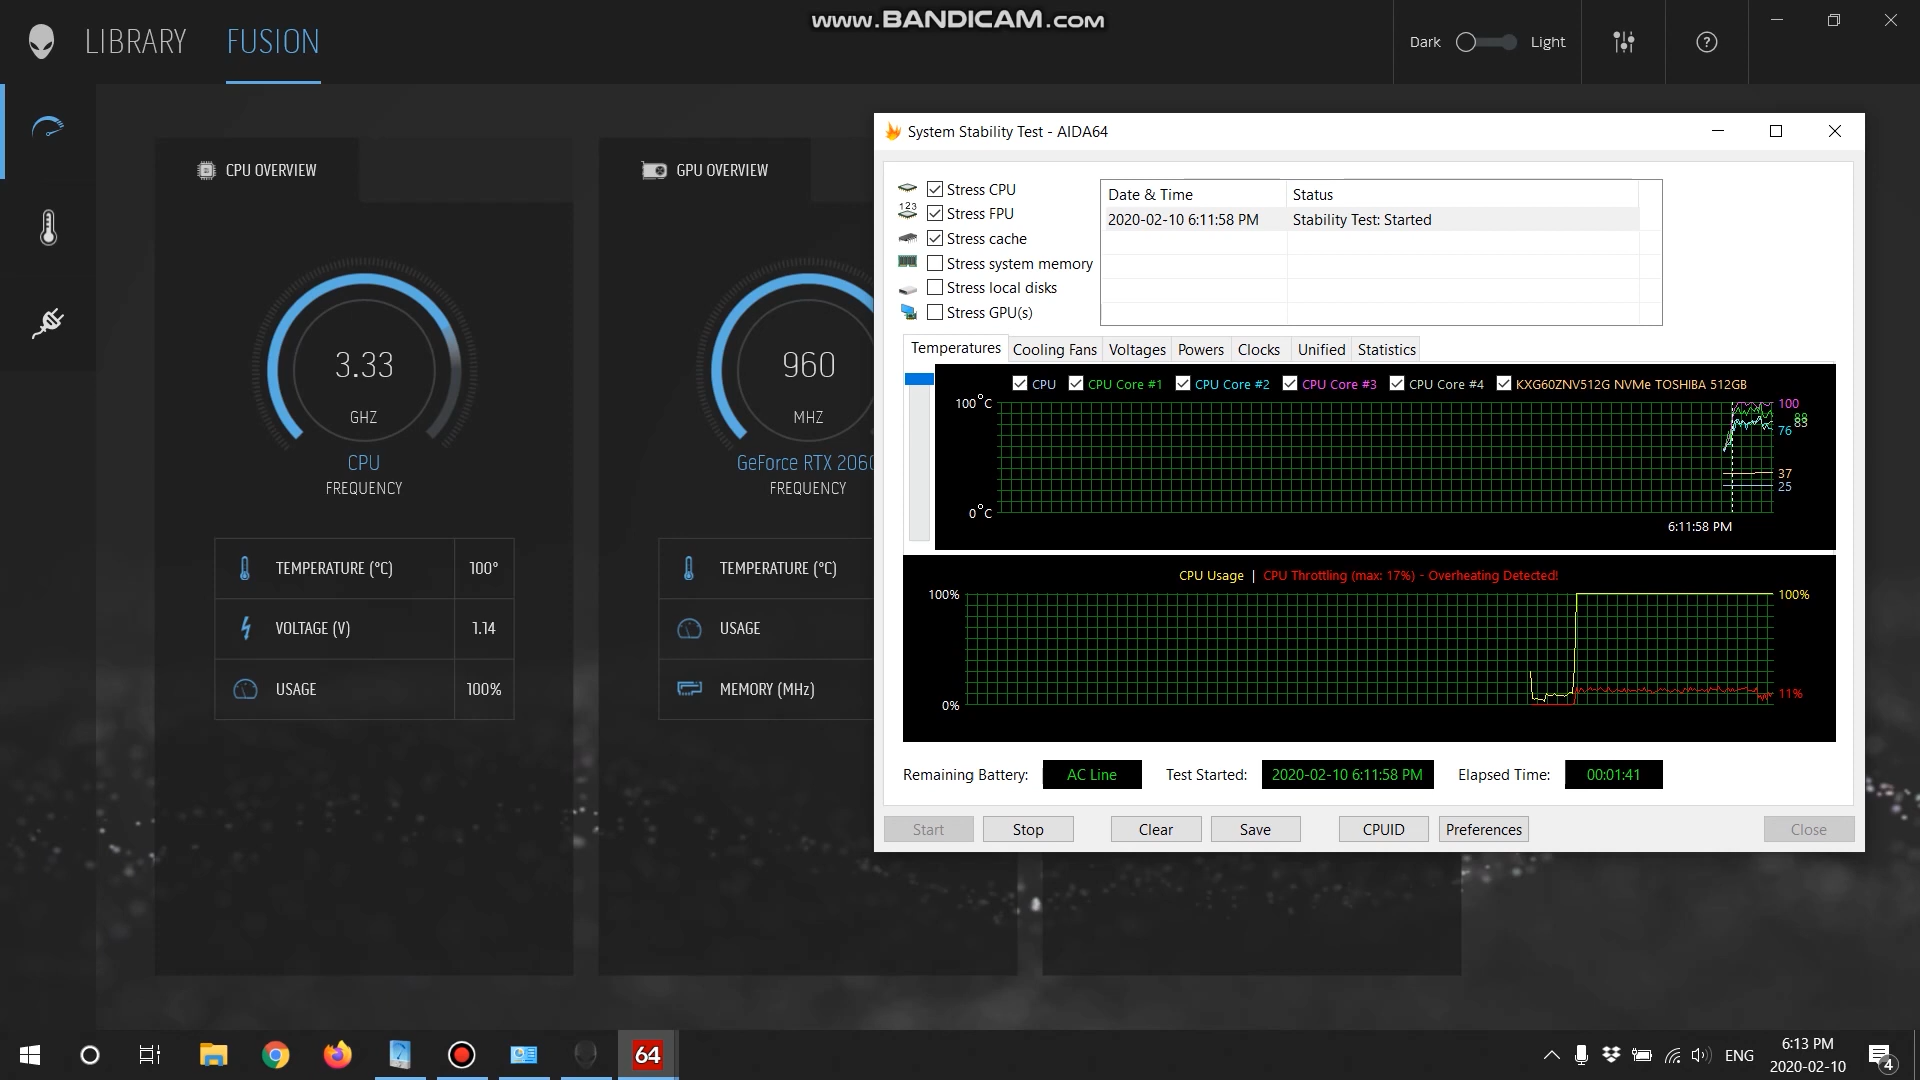 www.BANDICAM.com
LIBRARY FUSION
Dark Light
CPU OVERVIEW
3.33
GHZ
CPU
FREQUENCY
TEMPERATURE (°C) 100°
VOLTAGE (V) 1.14
USAGE 100%
GPU OVERVIEW
960
MHZ
GeForce RTX 2060
FREQUENCY
TEMPERATURE (°C)
USAGE
MEMORY (MHz)
System Stability Test - AIDA64
123
Stress CPU
Stress FPU
Stress cache
Stress system memory
Stress local disks
Stress GPU(s)
Date & Time Status
2020-02-10 6:11:58 PM Stability Test: Started
Temperatures Cooling Fans Voltages Powers Clocks Unified Statistics
CPU CPU Core #1 CPU Core #2 CPU Core #3 CPU Core #4 KXG60ZNV512G NVMe TOSHIBA 512GB
100°C
100
83
76
37
25
0°C
6:11:58 PM
CPU Usage | CPU Throttling (max: 17%) - Overheating Detected!
100% 100%
0% 11%
Remaining Battery: AC Line Test Started: 2020-02-10 6:11:58 PM Elapsed Time: 00:01:41
Start Stop Clear Save CPUID Preferences Close
64
ENG
6:13 PM
2020-02-10
4